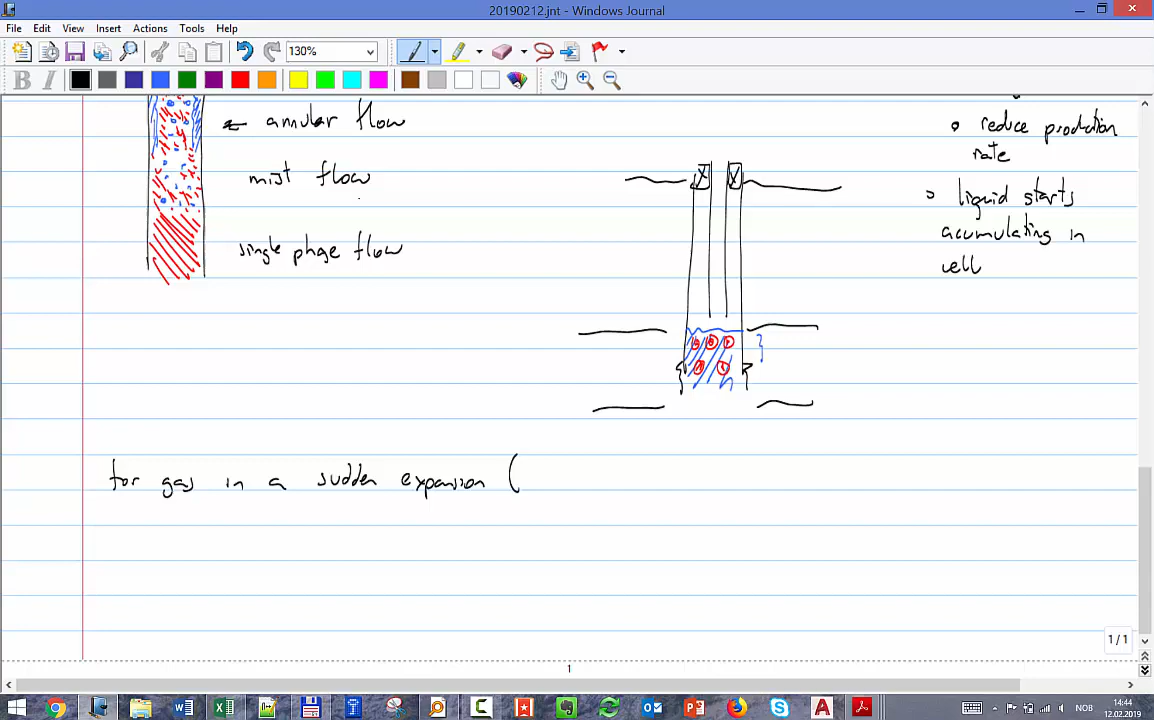 20190212.jnt - Windows Journal
File Edit View Insert Actions Tools Help
130%
← annular flow
mist flow
single phase flow
• reduce production
rate
• liquid starts
acumulating in
well
for gas in a sudden expansion (
1 / 1
1
NOB
14:44
12.02.2019